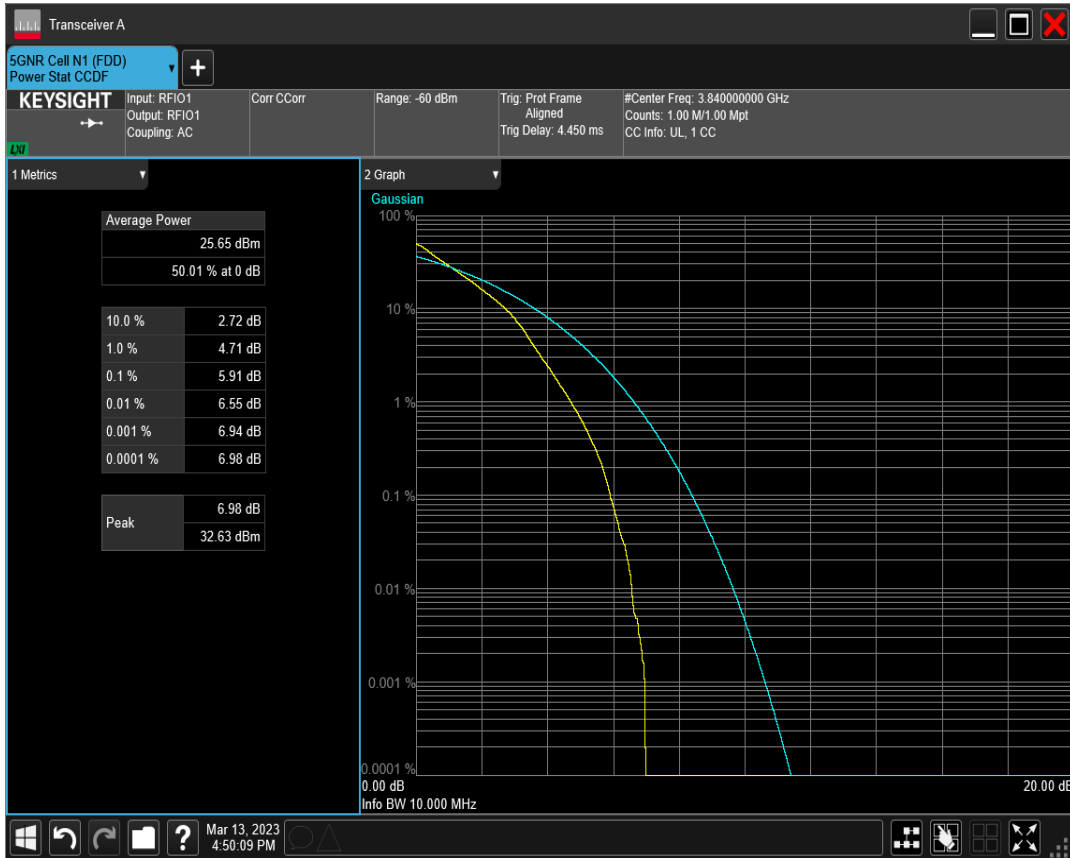 Transceiver A
5GNR Cell N1 (FDD)
Power Stat CCDF
+
KEYSIGHT
LXI
Input: RFIO1
Output: RFIO1
Coupling: AC
Corr CCorr
Range: -60 dBm
Trig: Prot Frame
Aligned
Trig Delay: 4.450 ms
#Center Freq: 3.840000000 GHz
Counts: 1.00 M/1.00 Mpt
CC Info: UL, 1 CC
1 Metrics
Average Power
25.65 dBm
50.01 % at 0 dB
10.0 % 2.72 dB
1.0 % 4.71 dB
0.1 % 5.91 dB
0.01 % 6.55 dB
0.001 % 6.94 dB
0.0001 % 6.98 dB
Peak
6.98 dB
32.63 dBm
2 Graph
Gaussian
100 %
10 %
1 %
0.1 %
0.01 %
0.001 %
0.0001 %
0.00 dB 20.00 dB
Info BW 10.000 MHz
?
Mar 13, 2023
4:50:09 PM